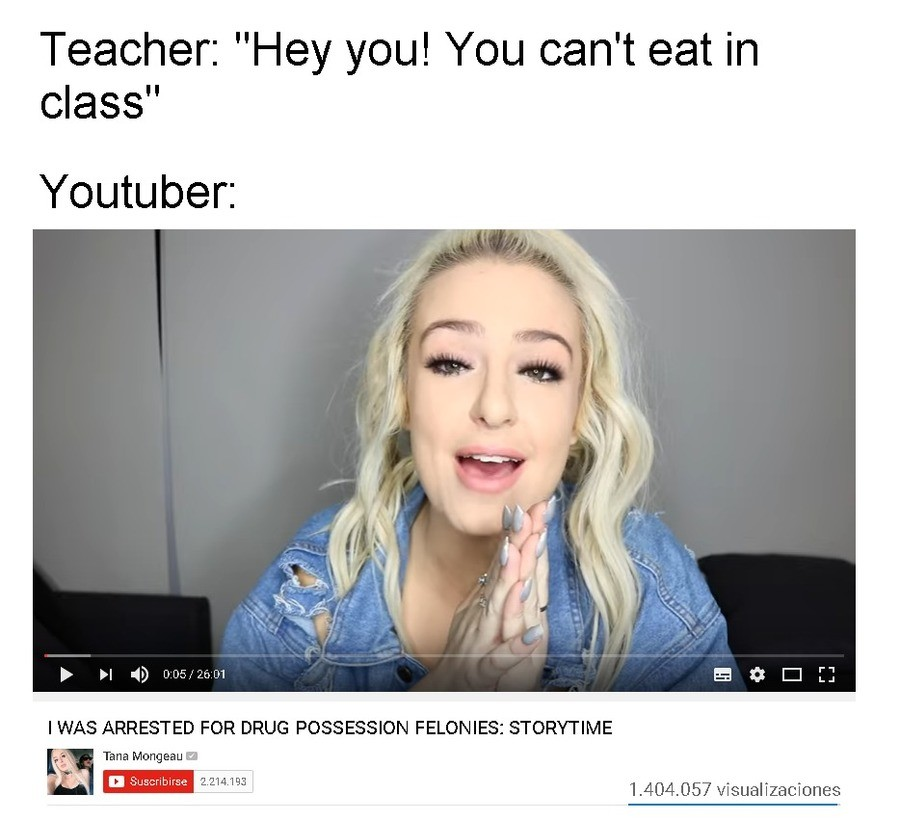 Teacher: "Hey you! You can't eat in
class"
Youtuber:
0:05 / 26:01
I WAS ARRESTED FOR DRUG POSSESSION FELONIES: STORYTIME
Tana Mongeau
Suscribirse 2.214.193
1.404.057 visualizaciones